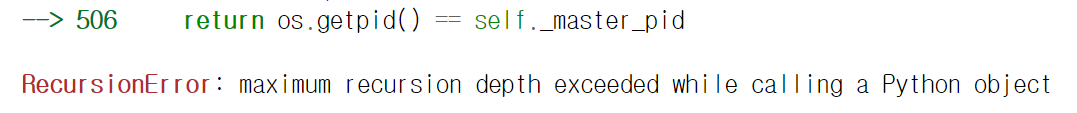 --> 506     return os.getpid() == self._master_pid
RecursionError: maximum recursion depth exceeded while calling a Python object